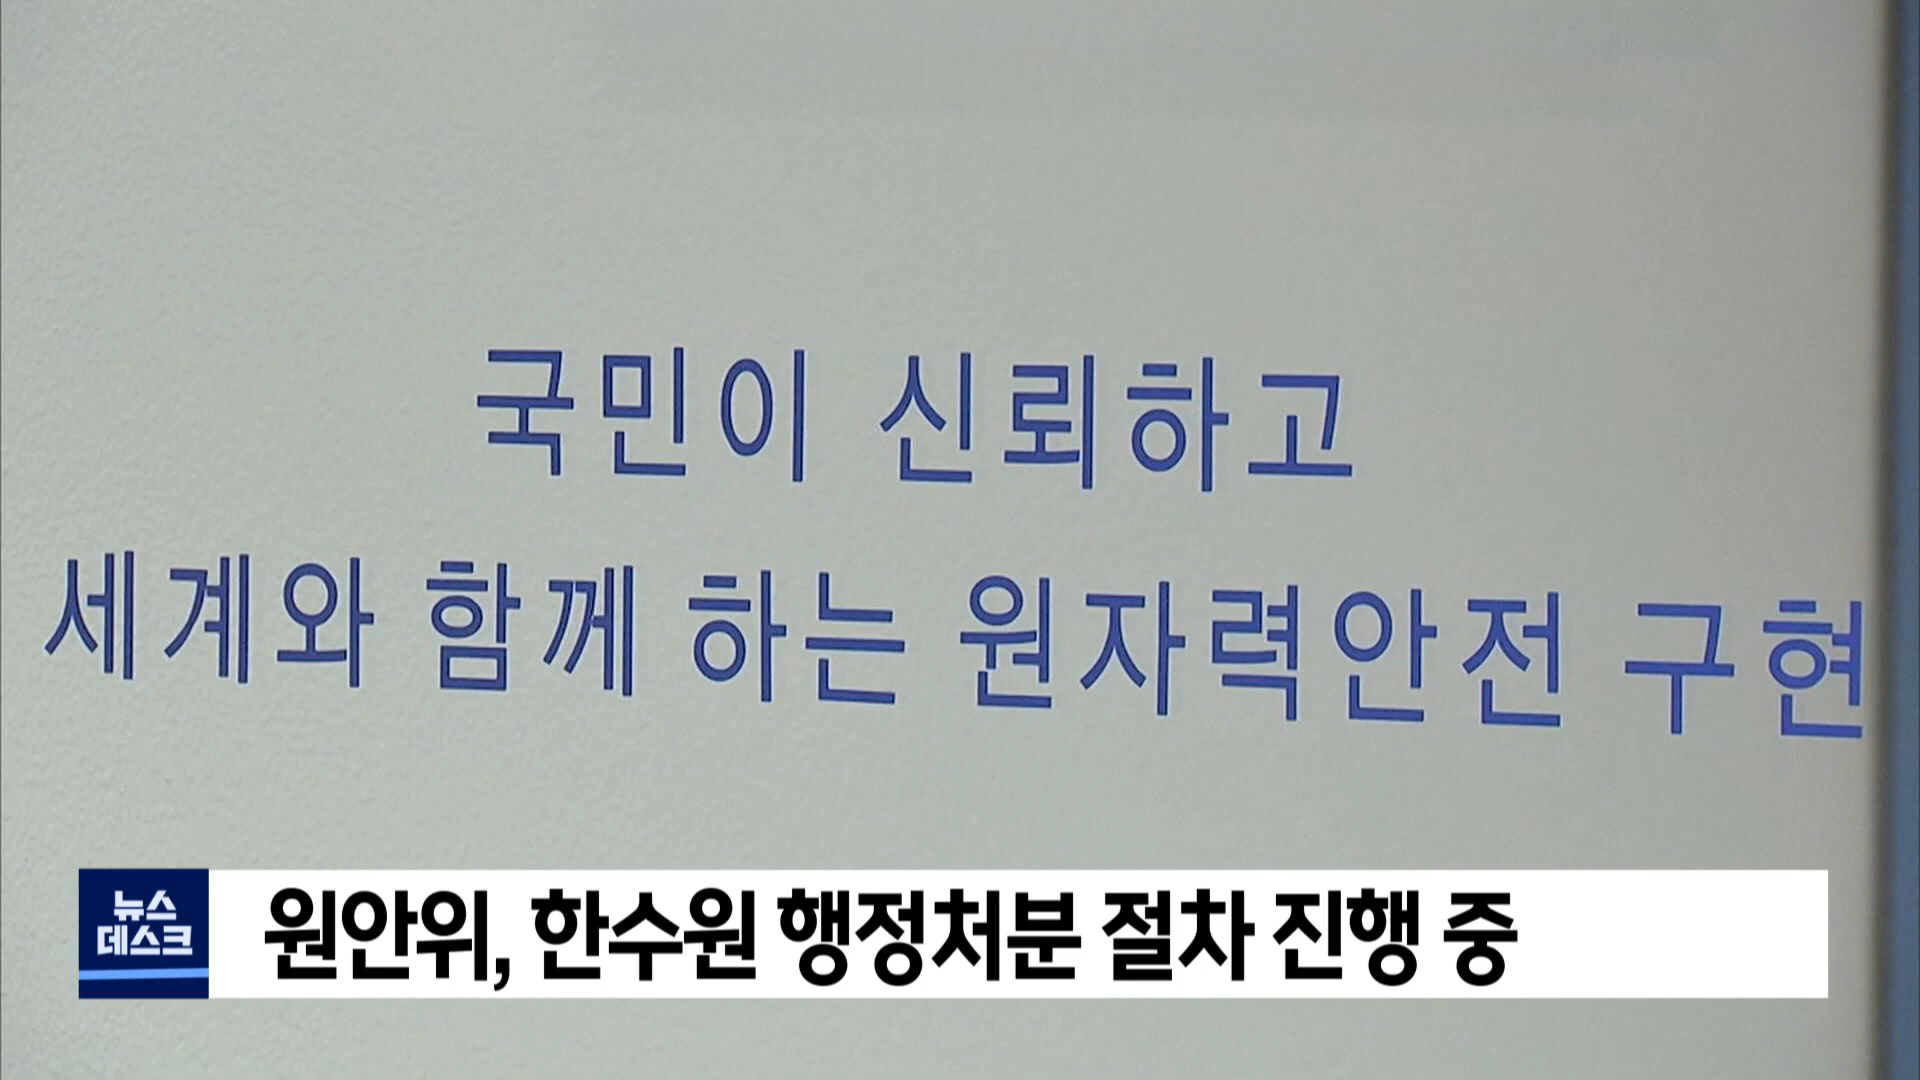 국민이 신뢰하고
세계와 함께 하는 원자력안전 구현
뉴스
데스크
원안위, 한수원 행정처분 절차 진행 중